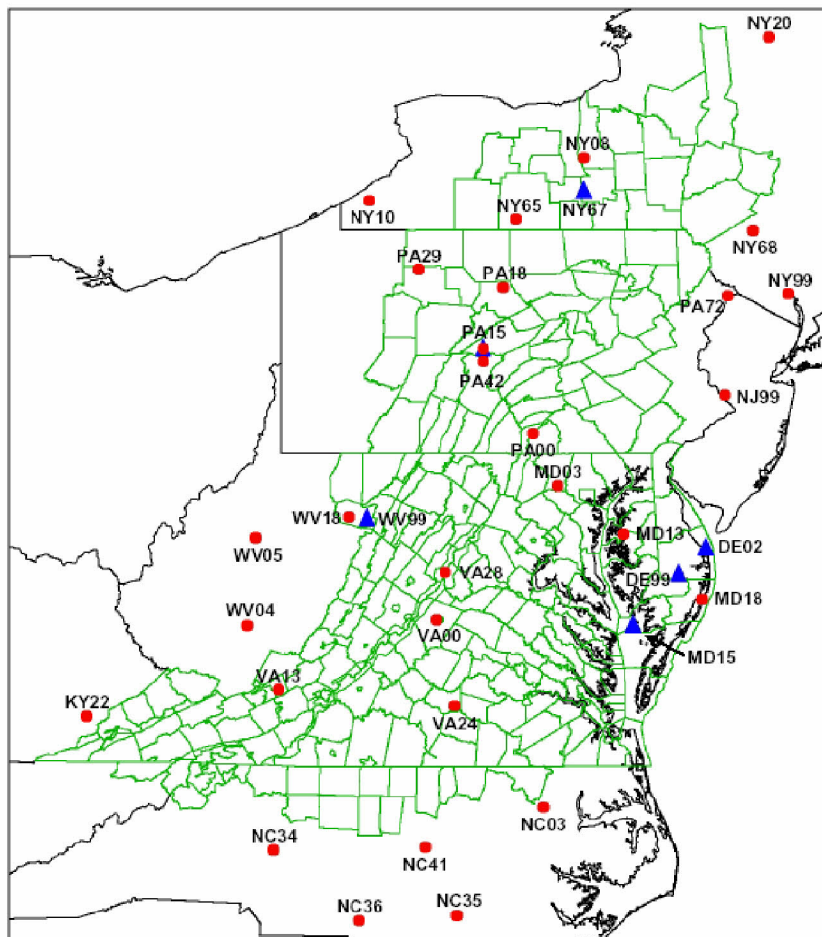 NY20
NY08
NY10
NY65
NY67
NY68
PA29
PA18
PA72
NY99
PA15
PA42
NJ99
PA00
MD03
WV18
WV99
MD13
WV05
DE02
VA28
DE99
MD18
WV04
VA00
MD15
VA13
KY22
VA24
NC03
NC34
NC41
NC36
NC35